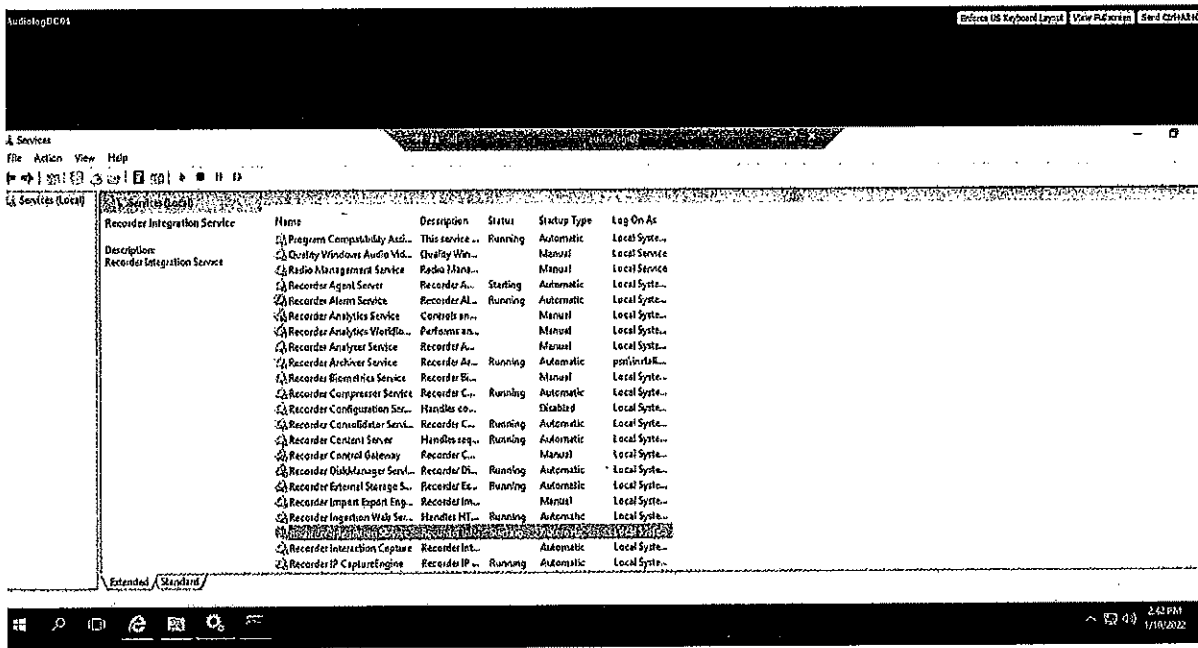 AudiologDC01
Enforce US Keyboard Layout View Fullscreen Send Ctrl+Alt+
Services
File Action View Help
Services (Local)
Services (Local)
Recorder Integration Service
Description:
Recorder Integration Service
Name Description Status Startup Type Log On As
Program Compatibility Assi... This service ... Running Automatic Local Syste...
Quality Windows Audio Vid... Quality Win... Manual Local Service
Radio Management Service Radio Mana... Manual Local Service
Recorder Agent Server Recorder A... Starting Automatic Local Syste...
Recorder Alarm Service Recorder Al... Running Automatic Local Syste...
Recorder Analytics Service Controls an... Manual Local Syste...
Recorder Analytics Workflo... Performs an... Manual Local Syste...
Recorder Analyzer Service Recorder A... Manual Local Syste...
Recorder Archiver Service Recorder Ar... Running Automatic
Recorder Biometrics Service Recorder Bi... Manual Local Syste...
Recorder Compressor Service Recorder C... Running Automatic Local Syste...
Recorder Configuration Ser... Handles co... Disabled Local Syste...
Recorder Consolidator Servi... Recorder C... Running Automatic Local Syste...
Recorder Content Server Handles req... Running Automatic Local Syste...
Recorder Control Gateway Recorder C... Manual Local Syste...
Recorder DiskManager Servi... Recorder Di... Running Automatic Local Syste...
Recorder External Storage S... Recorder Ex... Running Automatic Local Syste...
Recorder Import Export Eng... Recorder Im... Manual Local Syste...
Recorder Ingestion Web Ser... Handles HT... Running Automatic Local Syste...
Recorder Interaction Capture Recorder Int... Automatic Local Syste...
Recorder IP CaptureEngine Recorder IP ... Running Automatic Local Syste...
Extended Standard
2:42 PM
1/10/2022